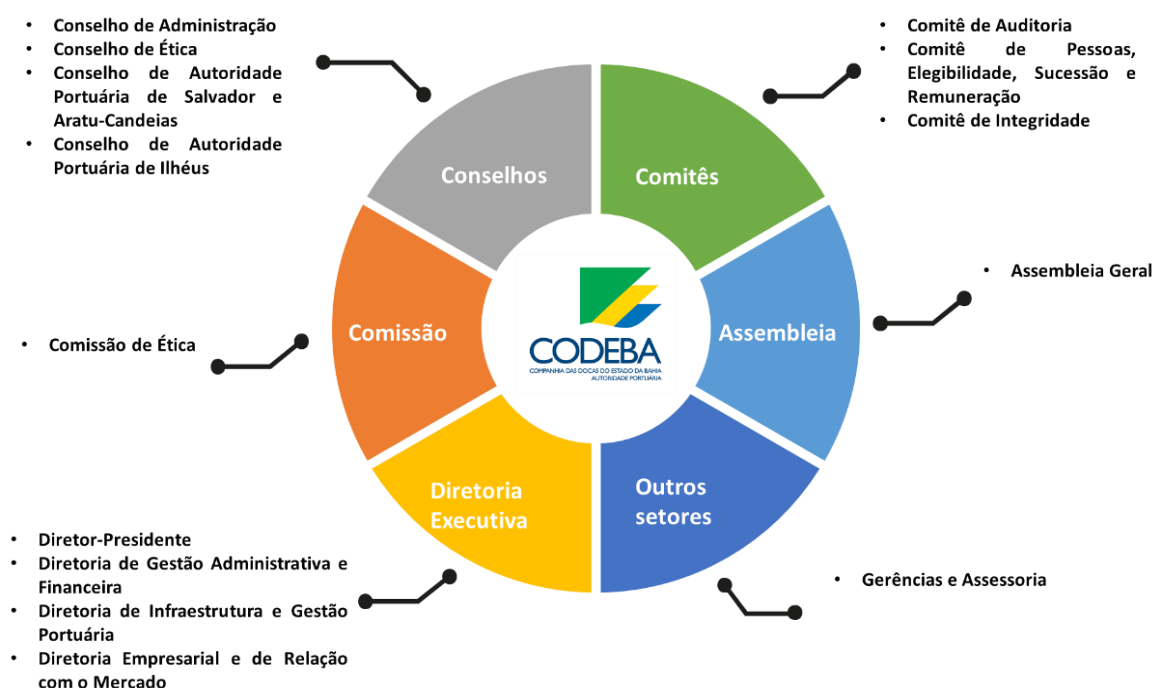 • Conselho de Administração
• Conselho de Ética
• Conselho de Autoridade
Portuária de Salvador e
Aratu-Candeias
• Conselho de Autoridade
Portuária de Ilhéus
• Comitê de Auditoria
• Comitê de Pessoas,
Elegibilidade, Sucessão e
Remuneração
• Comitê de Integridade
Conselhos
Comitês
• Assembleia Geral
Comissão
Assembleia
• Comissão de Ética
CODEBA
COMPANHIA DAS DOCAS DO ESTADO DA BAHIA
AUTORIDADE PORTUÁRIA
Diretoria
Executiva
Outros
setores
• Diretor-Presidente
• Diretoria de Gestão Administrativa e
Financeira
• Diretoria de Infraestrutura e Gestão
Portuária
• Diretoria Empresarial e de Relação
com o Mercado
• Gerências e Assessoria